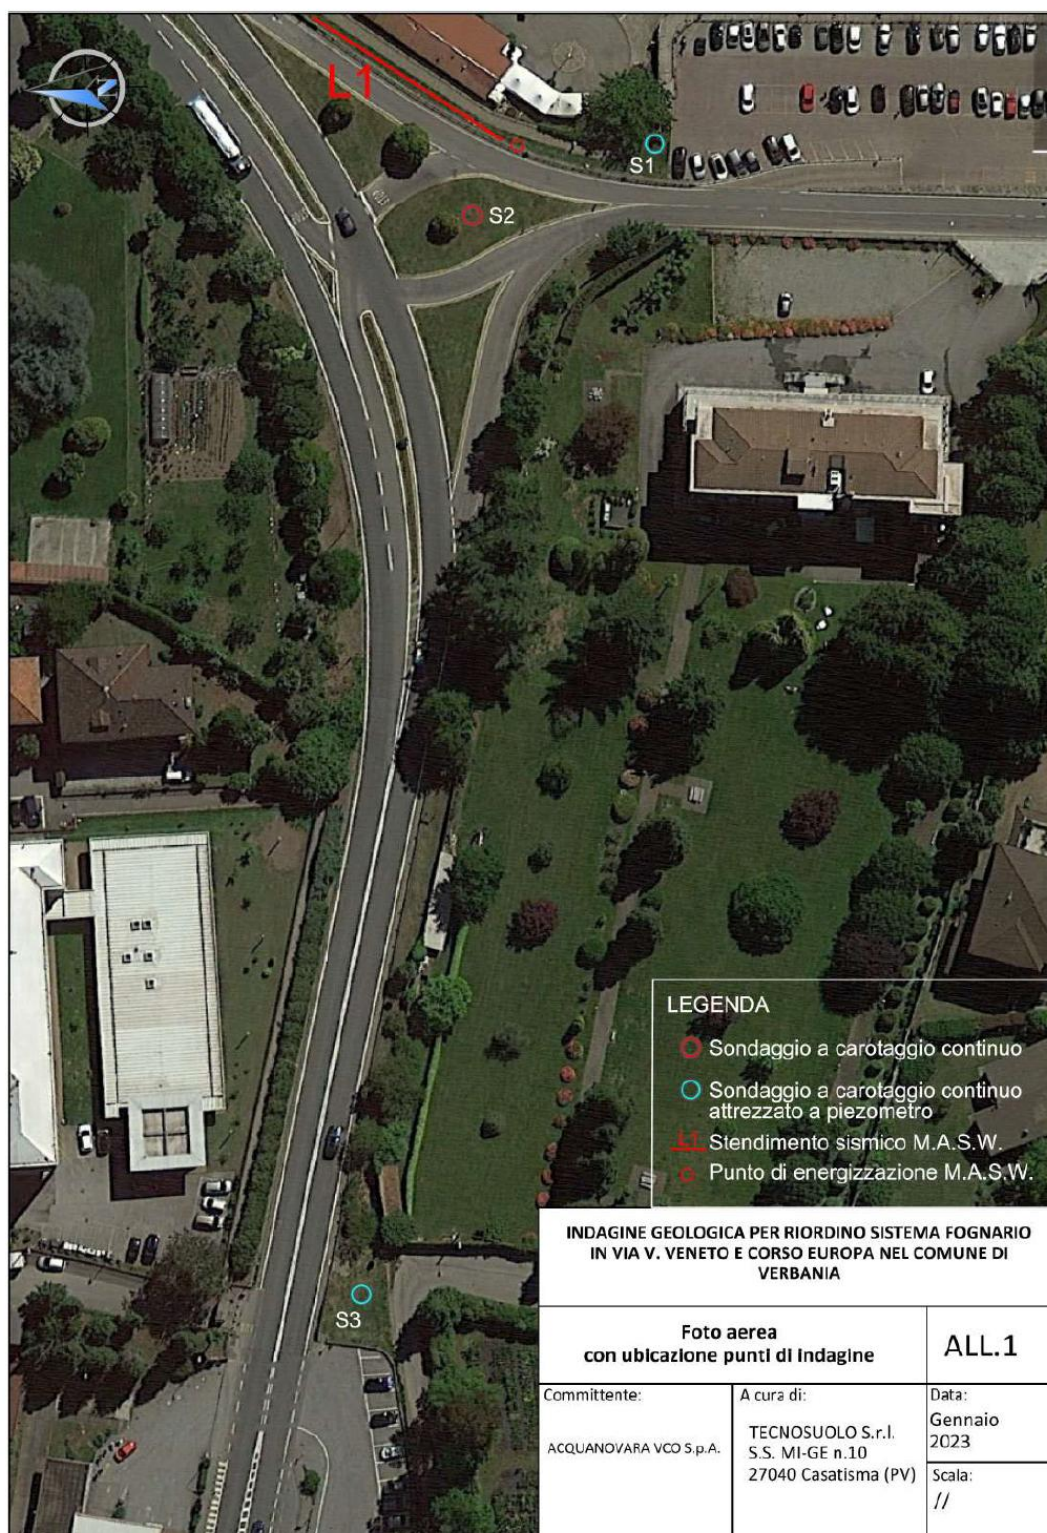 L1
S1
S2
LEGENDA
Sondaggio a carotaggio continuo
Sondaggio a carotaggio continuo
attrezzato a piezometro
L1 Stendimento sismico M.A.S.W.
Punto di energizzazione M.A.S.W.
S3
INDAGINE GEOLOGICA PER RIORDINO SISTEMA FOGNARIO
IN VIA V. VENETO E CORSO EUROPA NEL COMUNE DI
VERBANIA
Foto aerea
con ubicazione punti di indagine
ALL.1
Committente:
ACQUANOVARA VCO S.p.A.
A cura di:
TECNOSUOLO S.r.l.
S.S. MI-GE n.10
27040 Casatisma (PV)
Data:
Gennaio
2023
Scala:
//